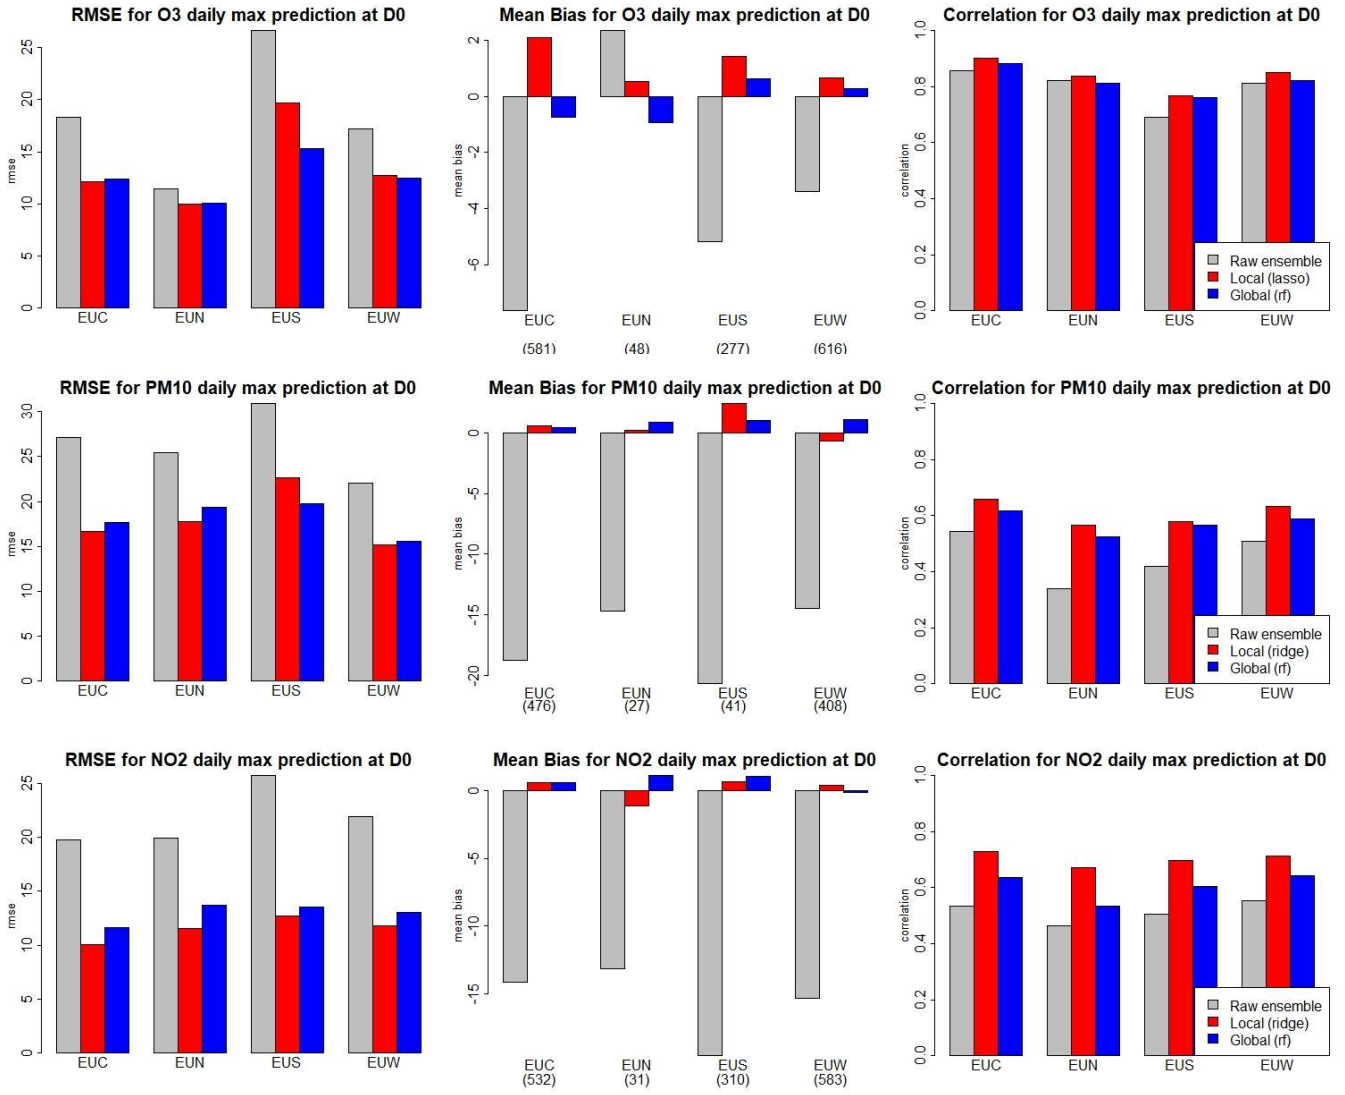 RMSE for O3 daily max prediction at D0
rmse
0
5
10
15
20
25
EUC EUN EUS EUW
Mean Bias for O3 daily max prediction at D0
mean bias
2
0
-2
-4
-6
EUC EUN EUS EUW
(581) (48) (277) (616)
Correlation for O3 daily max prediction at D0
correlation
0.0
0.2
0.4
0.6
0.8
1.0
EUC EUN EUS EUW
Raw ensemble
Local (lasso)
Global (rf)
RMSE for PM10 daily max prediction at D0
rmse
0
5
10
15
20
25
30
EUC EUN EUS EUW
Mean Bias for PM10 daily max prediction at D0
mean bias
0
-5
-10
-15
-20
EUC EUN EUS EUW
(476) (27) (41) (408)
Correlation for PM10 daily max prediction at D0
correlation
0.0
0.2
0.4
0.6
0.8
1.0
EUC EUN EUS EUW
Raw ensemble
Local (ridge)
Global (rf)
RMSE for NO2 daily max prediction at D0
rmse
0
5
10
15
20
25
EUC EUN EUS EUW
Mean Bias for NO2 daily max prediction at D0
mean bias
0
-5
-10
-15
EUC EUN EUS EUW
(532) (31) (310) (583)
Correlation for NO2 daily max prediction at D0
correlation
0.0
0.2
0.4
0.6
0.8
1.0
EUC EUN EUS EUW
Raw ensemble
Local (ridge)
Global (rf)